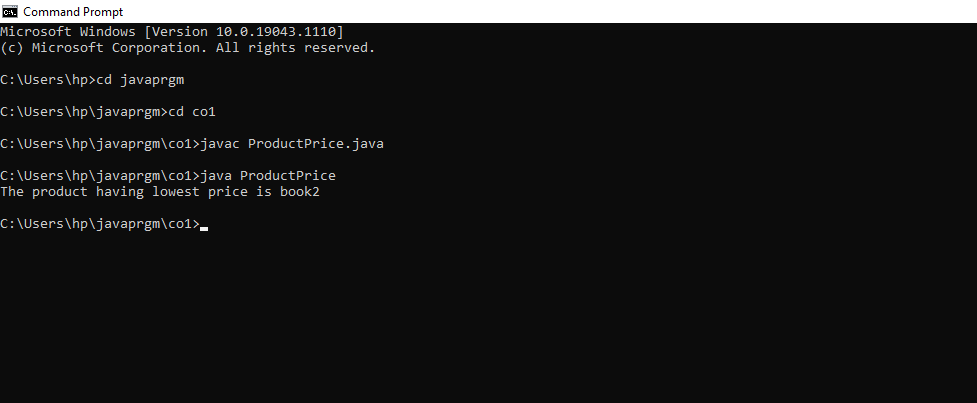 Command Prompt
Microsoft Windows [Version 10.0.19043.1110]
(c) Microsoft Corporation. All rights reserved.
C:\Users\hp>cd javaprgm
C:\Users\hp\javaprgm>cd co1
C:\Users\hp\javaprgm\co1>javac ProductPrice.java
C:\Users\hp\javaprgm\co1>java ProductPrice
The product having lowest price is book2
C:\Users\hp\javaprgm\co1>